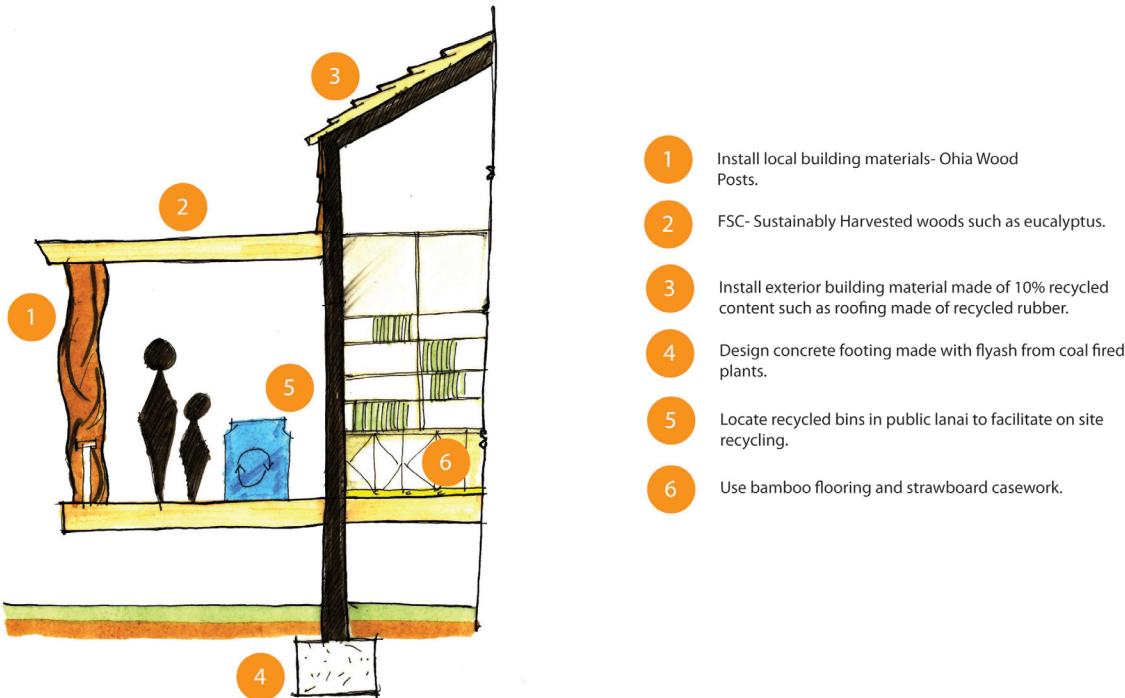 3
2
1
5
6
4
1 Install local building materials- Ohia Wood
Posts.
2 FSC- Sustainably Harvested woods such as eucalyptus.
3 Install exterior building material made of 10% recycled
content such as roofing made of recycled rubber.
4 Design concrete footing made with flyash from coal fired
plants.
5 Locate recycled bins in public lanai to facilitate on site
recycling.
6 Use bamboo flooring and strawboard casework.